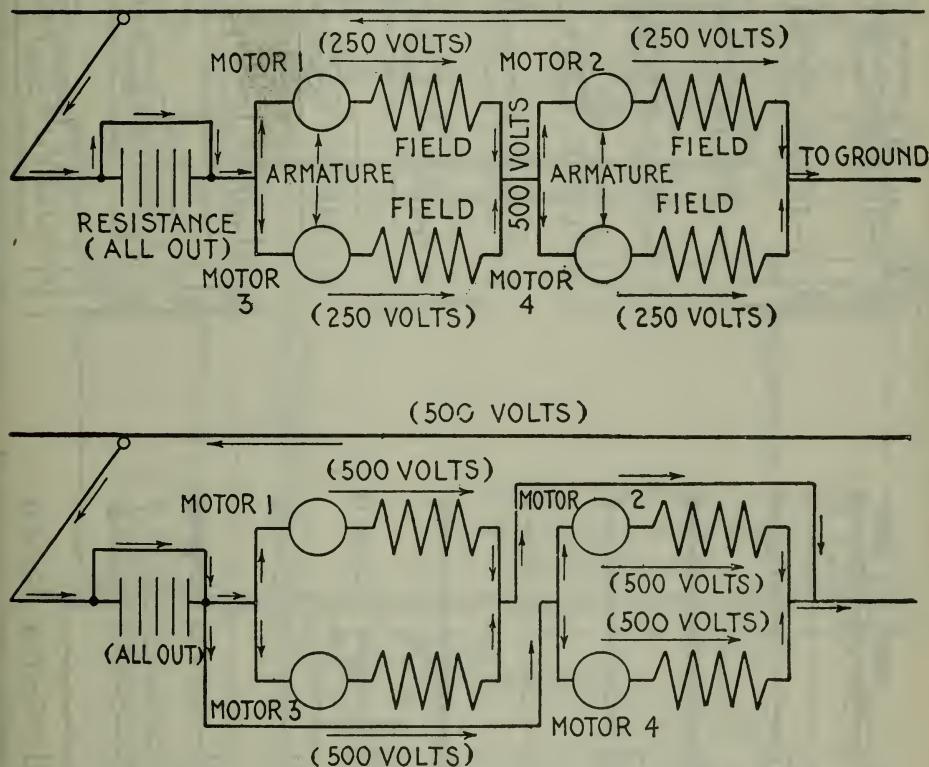 (250 VOLTS)
(250 VOLTS)
MOTOR 1
MOTOR 2
FIELD
FIELD
500 VOLTS
ARMATURE
ARMATURE
TO GROUND
FIELD
FIELD
RESISTANCE
(ALL OUT)
MOTOR
3
MOTOR
4
(250 VOLTS)
(250 VOLTS)
(500 VOLTS)
(500 VOLTS)
MOTOR 1
MOTOR 2
(500 VOLTS)
(500 VOLTS)
(ALL OUT)
MOTOR 3
MOTOR 4
(500 VOLTS)